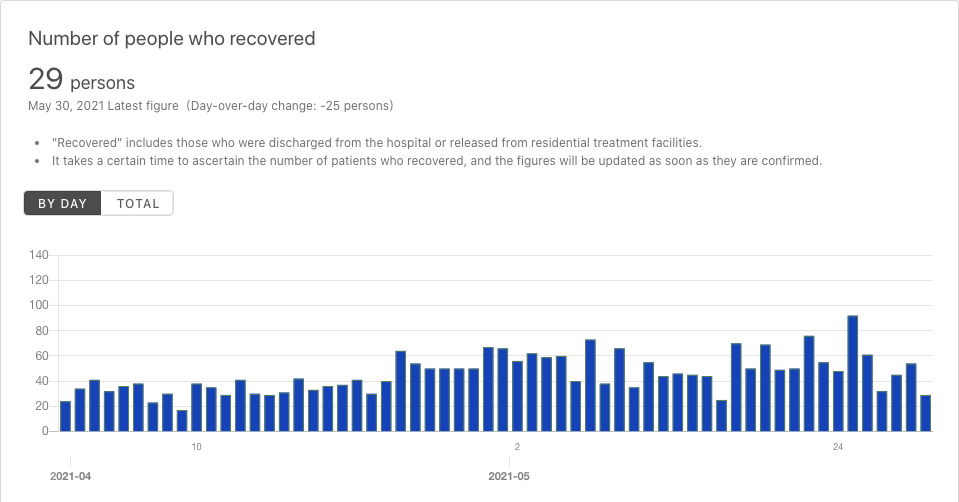 Number of people who recovered
29 persons
May 30, 2021 Latest figure (Day-over-day change: -25 persons)
• "Recovered" includes those who were discharged from the hospital or released from residential treatment facilities.
• It takes a certain time to ascertain the number of patients who recovered, and the figures will be updated as soon as they are confirmed.
BY DAY TOTAL
140
120
100
80
60
40
20
0
10 2 24
2021-04 2021-05